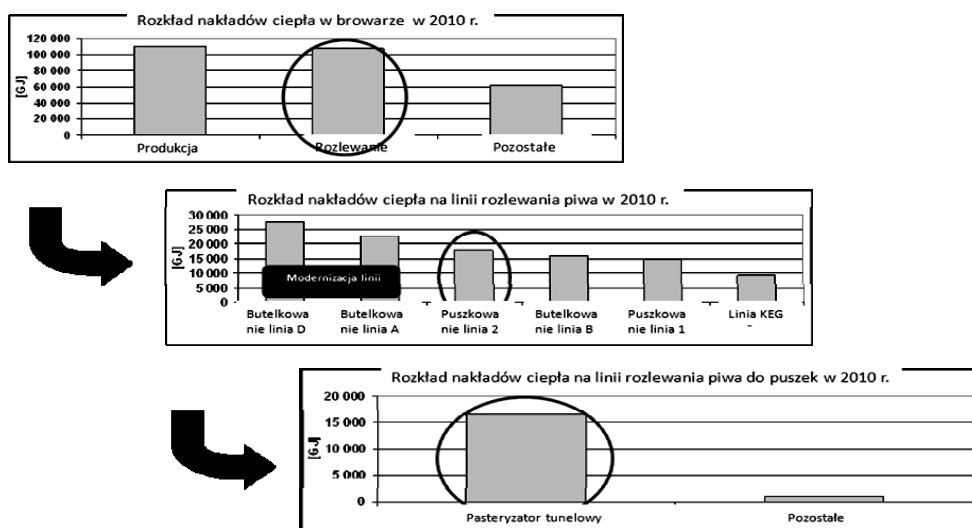 Rozkład nakładów ciepła w browarze w 2010 r.
[GJ]
120 000
100 000
80 000
60 000
40 000
20 000
0
Produkcja
Rozlewanie
Pozostałe
Rozkład nakładów ciepła na linii rozlewania piwa w 2010 r.
[GJ]
30 000
25 000
20 000
15 000
10 000
5 000
0
Modernizacja linii
Butelkowa
nie linia D
Butelkowa
nie linia A
Puszkowa
nie linia 2
Butelkowa
nie linia B
Puszkowa
nie linia 1
Linia KEG
-
Rozkład nakładów ciepła na linii rozlewania piwa do puszek w 2010 r.
[GJ]
20 000
15 000
10 000
5 000
0
Pasteryzator tunelowy
Pozostałe